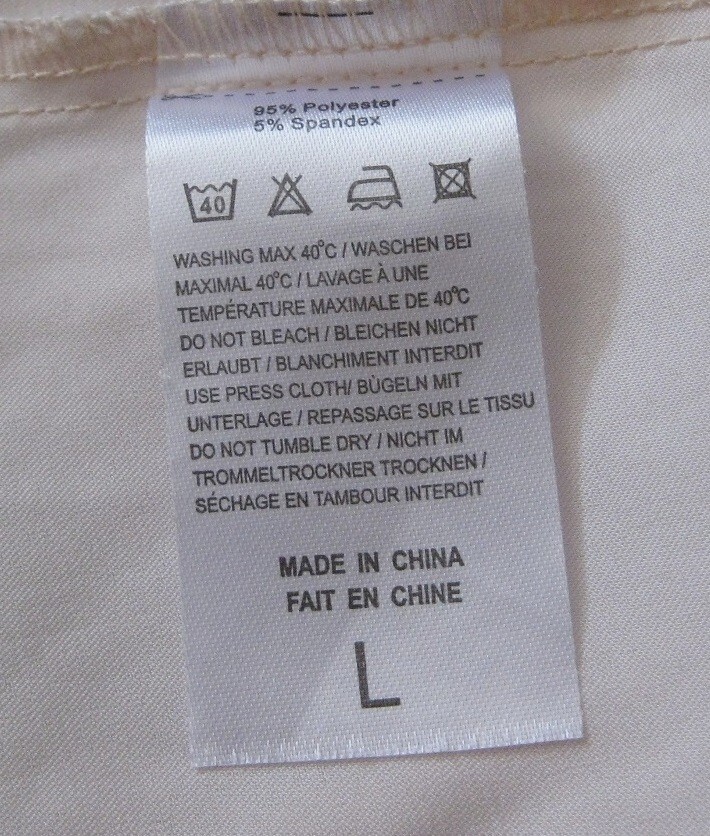 95% Polyester
5% Spandex
40
WASHING MAX 40°C / WASCHEN BEI
MAXIMAL 40°C / LAVAGE À UNE
TEMPÉRATURE MAXIMALE DE 40°C
DO NOT BLEACH / BLEICHEN NICHT
ERLAUBT / BLANCHIMENT INTERDIT
USE PRESS CLOTH/ BÙGELN MIT
UNTERLAGE / REPASSAGE SUR LE TISSU
DO NOT TUMBLE DRY / NICHT IM
TROMMELTROCKNER TROCKNEN /
SÉCHAGE EN TAMBOUR INTERDIT
MADE IN CHINA
FAIT EN CHINE
L